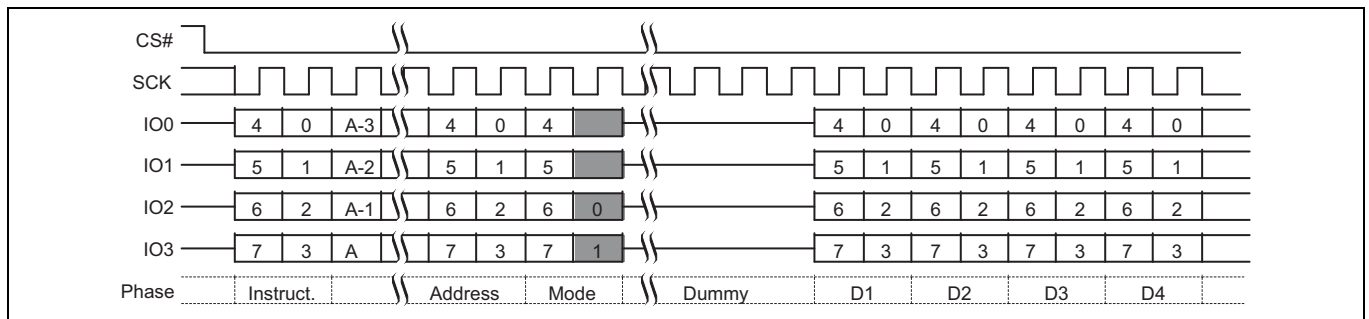 CS#
SCK
IO0 4 0 A-3 4 0 4 4 0 4 0 4 0 4 0
IO1 5 1 A-2 5 1 5 5 1 5 1 5 1 5 1
IO2 6 2 A-1 6 2 6 0 6 2 6 2 6 2 6 2
IO3 7 3 A 7 3 7 1 7 3 7 3 7 3 7 3
Phase Instruct. Address Mode Dummy D1 D2 D3 D4